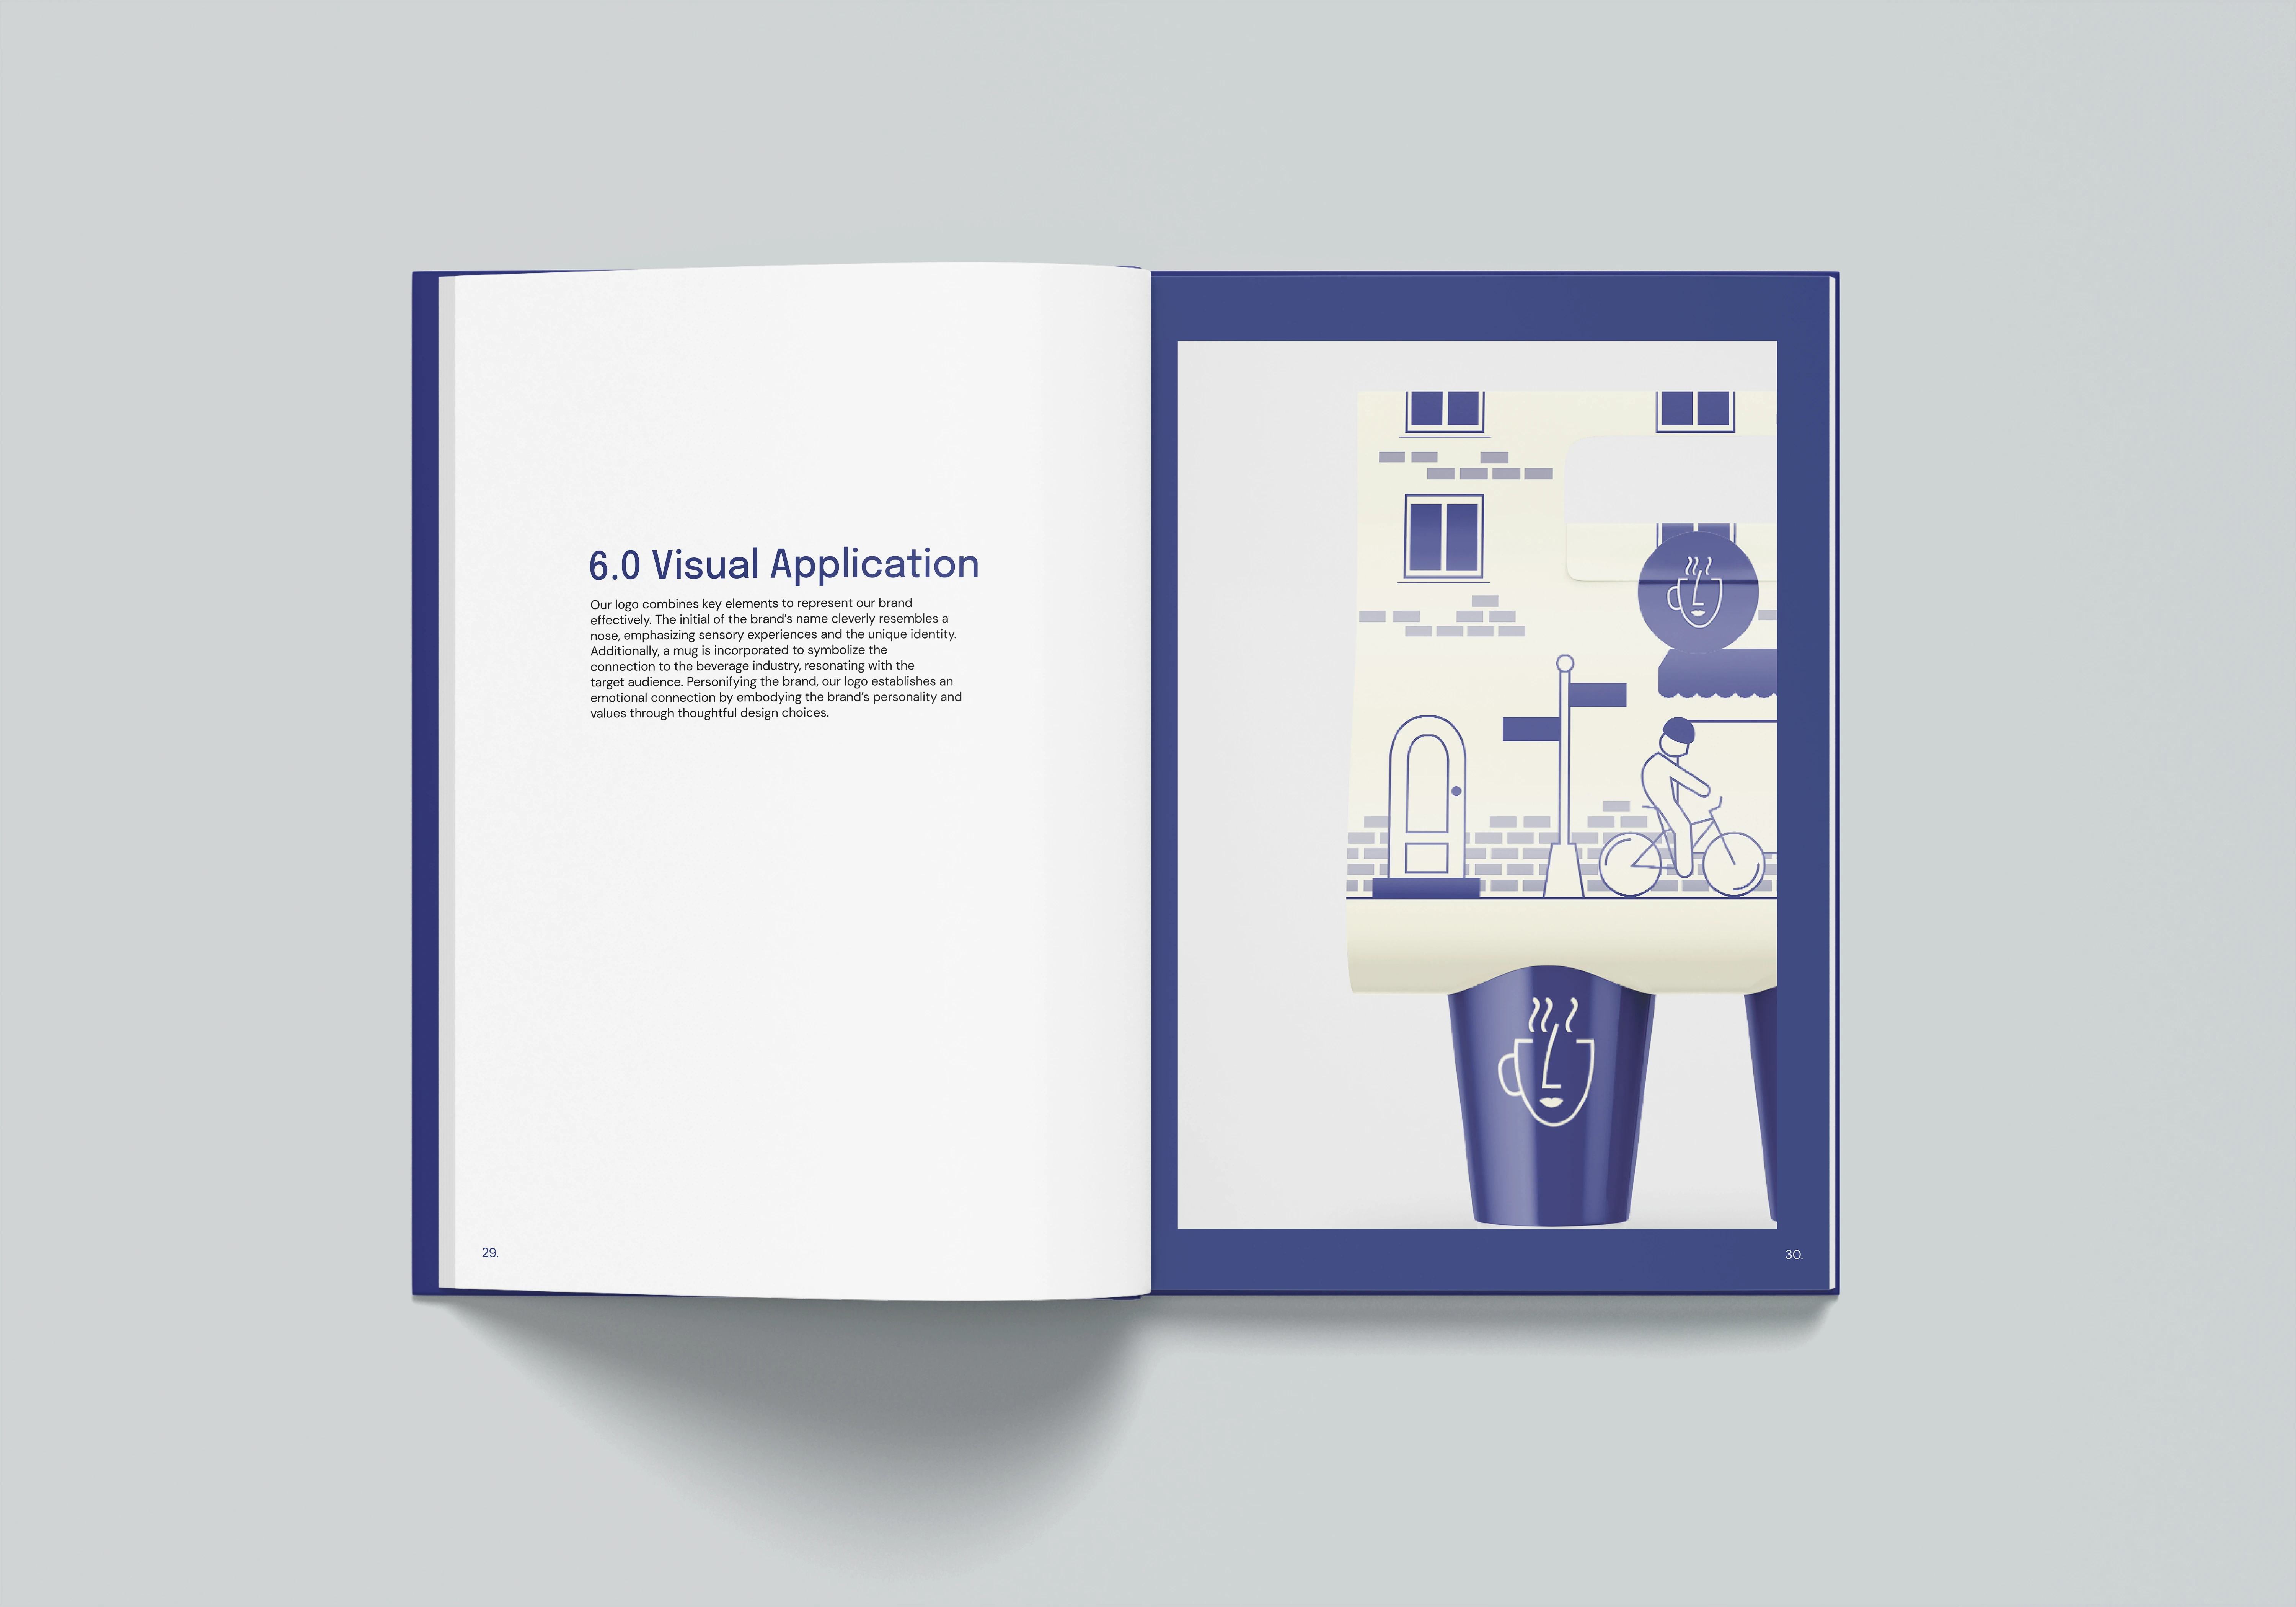 6.0 Visual Application
Our logo combines key elements to represent our brand
effectively. The initial of the brand’s name cleverly resembles a
nose, emphasizing sensory experiences and the unique identity.
Additionally, a mug is incorporated to symbolize the
connection to the beverage industry, resonating with the
target audience. Personifying the brand, our logo establishes an
emotional connection by embodying the brand’s personality and
values through thoughtful design choices.
29.
30.